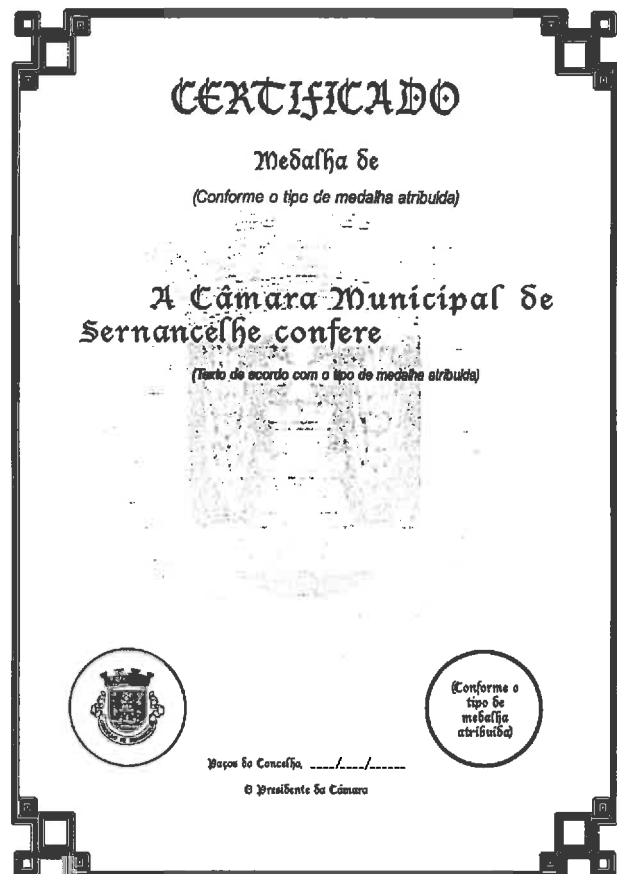 CERTIFICADO
Medalha de
(Conforme o tipo de medalha atribuída)
A Câmara Municipal de
Sernancelhe confere
(Texto de acordo com o tipo de medalha atribuída)
(Conforme o
tipo de
medalha
atribuída)
Paços do Concelho, ____/____/______
O Presidente da Câmara